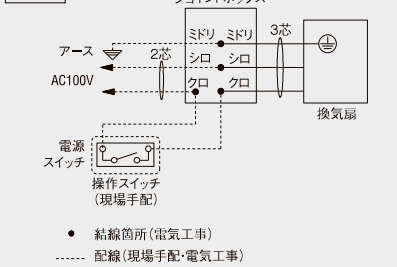 ジョイントボックス
ミドリ ミドリ 3芯
アース 2芯 シロ シロ
AC100V クロ クロ
換気扇
電源
スイッチ
操作スイッチ
(現場手配)
● 結線箇所(電気工事)
----- 配線(現場手配・電気工事)